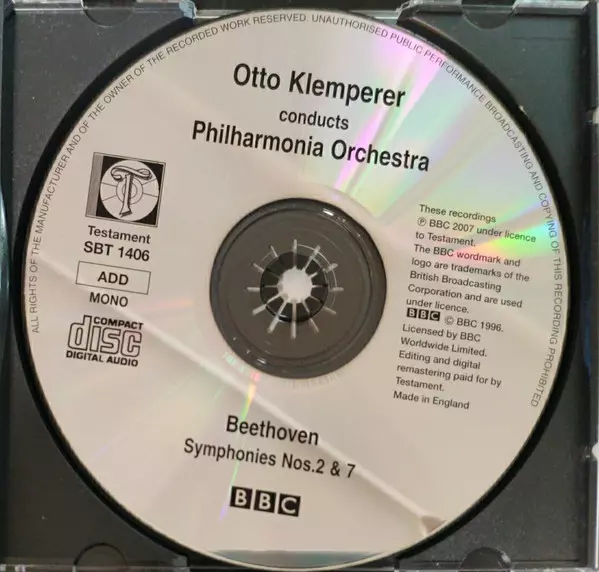 ALL RIGHTS OF THE MANUFACTURER AND OF THE OWNER OF THE RECORDED WORK RESERVED. UNAUTHORISED PUBLIC PERFORMANCE BROADCASTING AND COPYING OF THIS RECORDING PROHIBITED
Otto Klemperer
conducts
Philharmonia Orchestra
T
Testament
SBT 1406
ADD
MONO
COMPACT
disc
DIGITAL AUDIO
These recordings
℗ BBC 2007 under licence
to Testament.
The BBC wordmark and
logo are trademarks of the
British Broadcasting
Corporation and are used
under licence.
BBC © BBC 1996.
Licensed by BBC
Worldwide Limited.
Editing and digital
remastering paid for by
Testament.
Made in England
Beethoven
Symphonies Nos.2 & 7
BBC